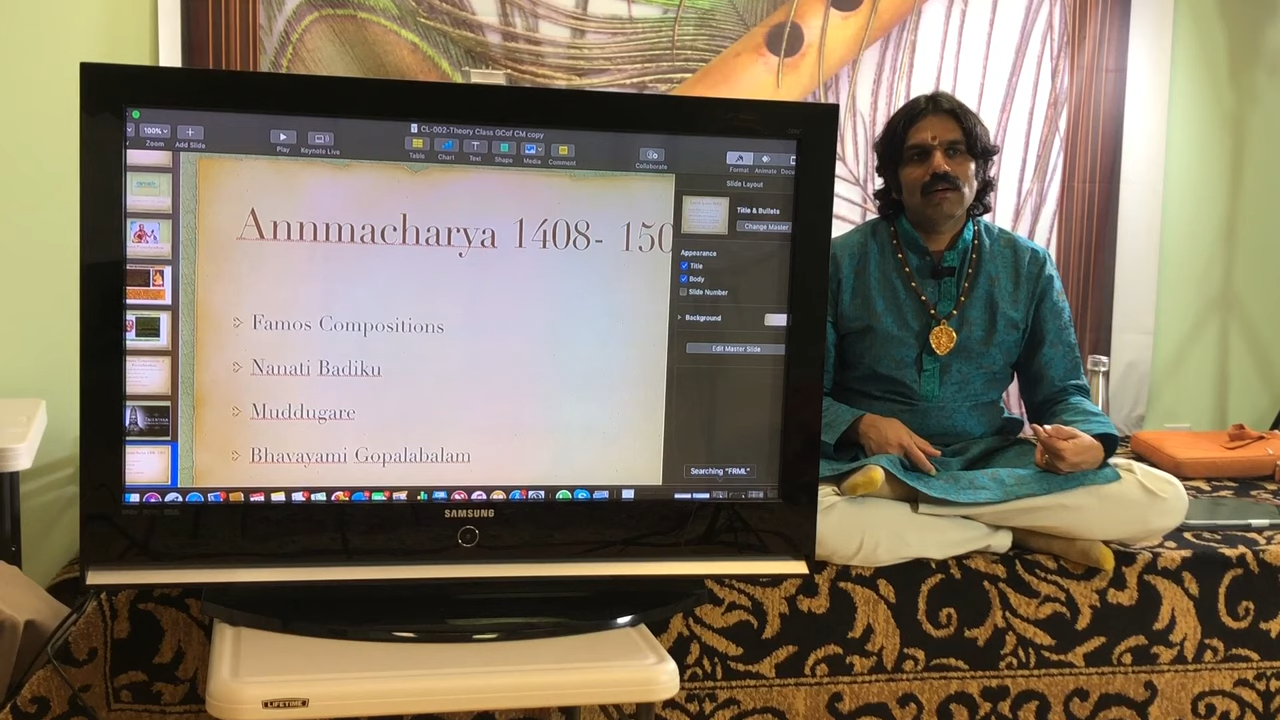 CL-002-Theory Class GCof CM copy
100%
Zoom
Add Slide
Play
Keynote Live
Table
Chart
Text
Shape
Media
Comment
Collaborate
Format
Animate
Docu
Slide Layout
Annmacharya 1408- 150
Title & Bullets
Change Master
Appearance
Title
Body
Slide Number
Background
Edit Master Slide
Famos Compositions
Nanati Badiku
Muddugare
Bhavayami Gopalabalam
Searching "FRML"
SAMSUNG
LIFETIME